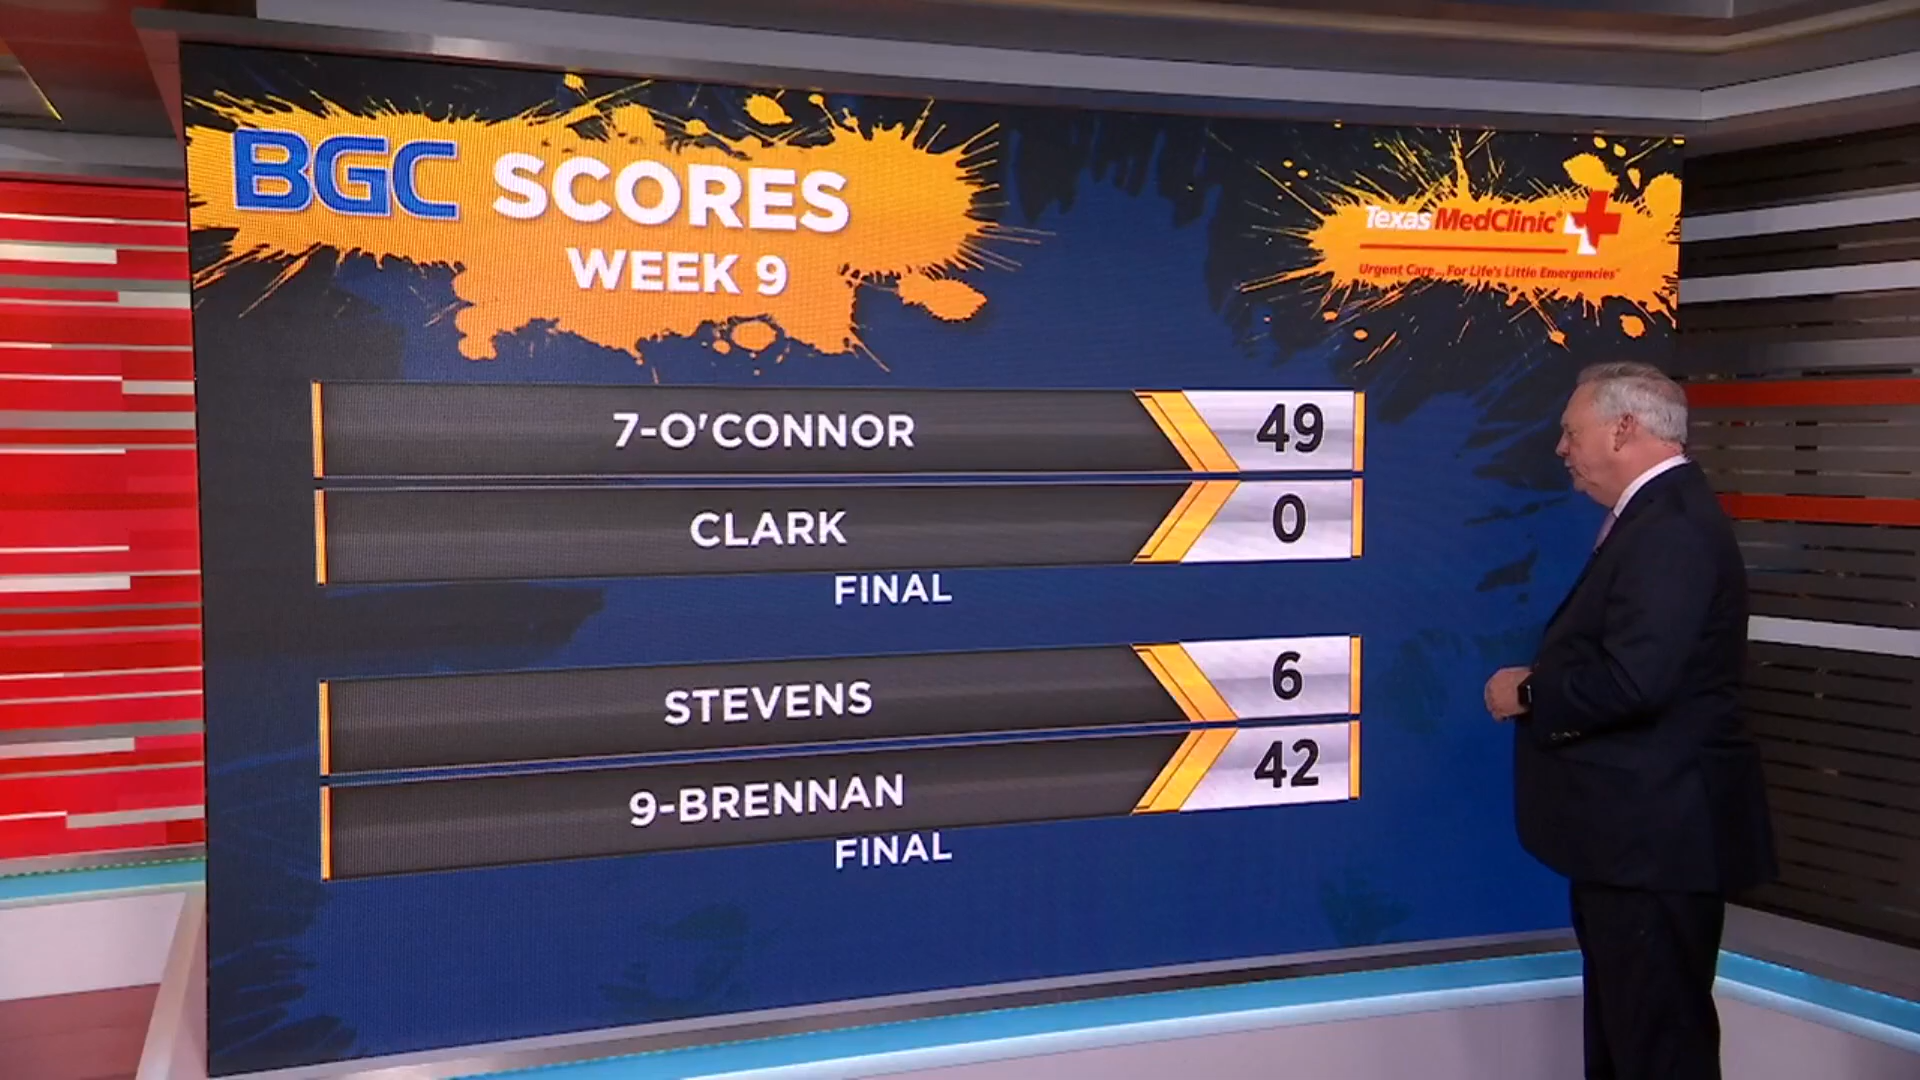 BGC SCORES
WEEK 9
Texas MedClinic®
Urgent Care... For Life's Little Emergencies®
7-O'CONNOR 49
CLARK 0
FINAL
STEVENS 6
9-BRENNAN 42
FINAL